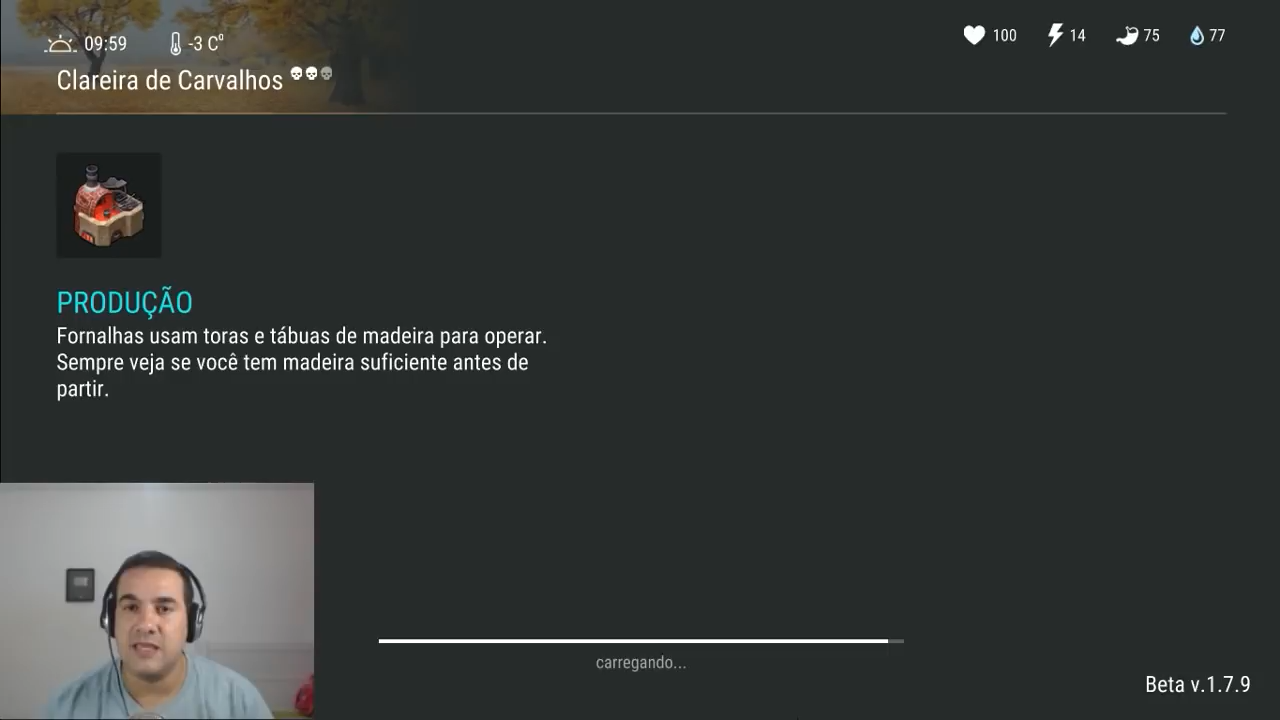 09:59 -3 C° 100 14 75 77
Clareira de Carvalhos
PRODUÇÃO
Fornalhas usam toras e tábuas de madeira para operar.
Sempre veja se você tem madeira suficiente antes de
partir.
carregando...
Beta v.1.7.9